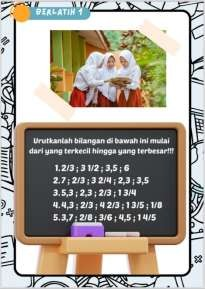 BERLATIH 1
Urutkanlah bilangan di bawah ini mulai
dari yang terkecil hingga yang terbesar!!!
1. 2/3 ; 3 1/2 ; 3,5 ; 6
2. 7 ; 2/3 ; 3 2/4 ; 2,3 ; 3,5
3. 5,3 ; 2,3 ; 2/3 ; 1 3/4
4. 4,3 ; 2/3 ; 4 2/3 ; 1 3/5 ; 1/8
5. 3,7 ; 2/8 ; 3/6 ; 4,5 ; 1 4/5